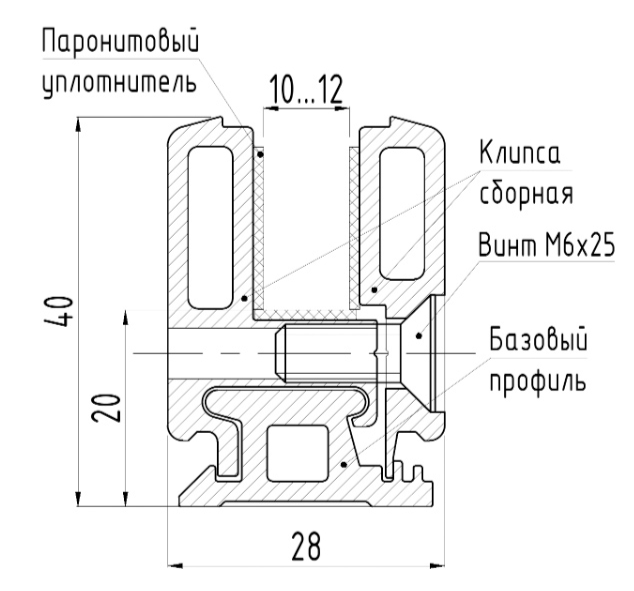 Паронитовый
уплотнитель
10...12
Клипса
сборная
Винт М6х25
40
20
Базовый
профиль
28